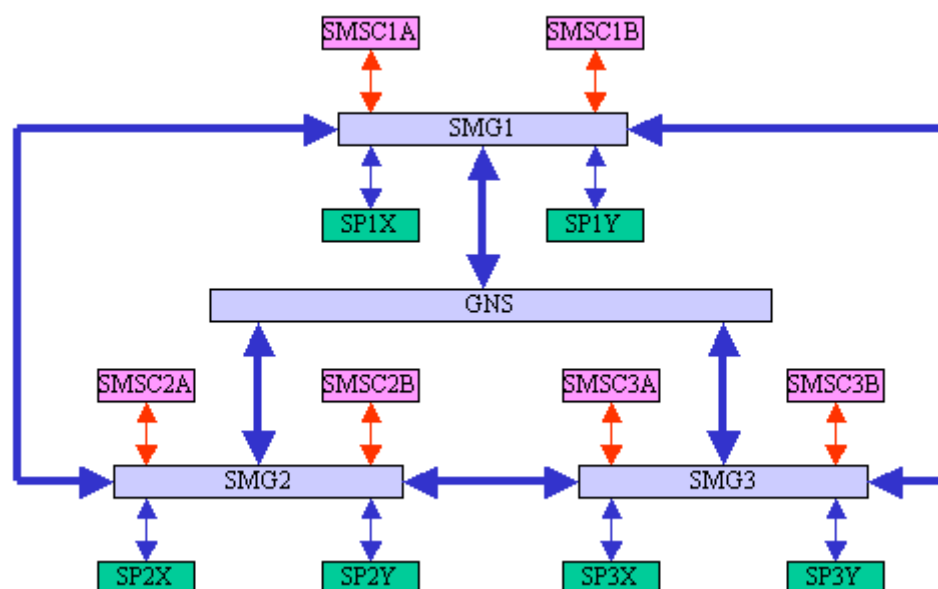 SMSC1A SMSC1B
SMG1
SP1X SP1Y
GNS
SMSC2A SMSC2B SMSC3A SMSC3B
SMG2 SMG3
SP2X SP2Y SP3X SP3Y